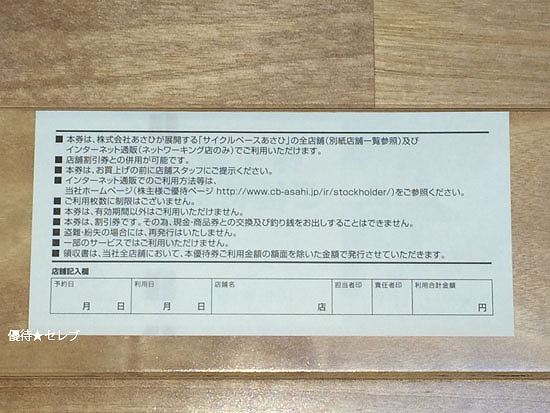 ■ 本券は、株式会社あさひが展開する「サイクルベースあさひ」の全店舗(別紙店舗一覧参照)及び
インターネット通販(ネットワーキング店のみ)でご利用いただけます。
■ 店舗割引券との併用が可能です。
■ 本券は、お買上げの前に店舗スタッフにご提示ください。
■ インターネット通販でのご利用方法等は、
当社ホームページ(株主様ご優待ページ http://www.cb-asahi.jp/ir/stockholder/)をご参照ください。
■ ご利用枚数に制限はございません。
■ 本券は、有効期間以外はご利用いただけません。
■ 本券は、割引券です。その為、現金・商品券との交換及び釣り銭をお出しすることはできません。
■ 盗難・紛失の場合には、再発行はいたしません。
■ 一部のサービスではご利用いただけません。
■ 領収書は、当社全店舗において、本優待券ご利用金額の額面を除いた金額で発行させていただきます。
店舗記入欄
予約日 利用日 店舗名 担当者印 責任者印 利用合計金額
月 日 月 日 店 円
優待★セレブ